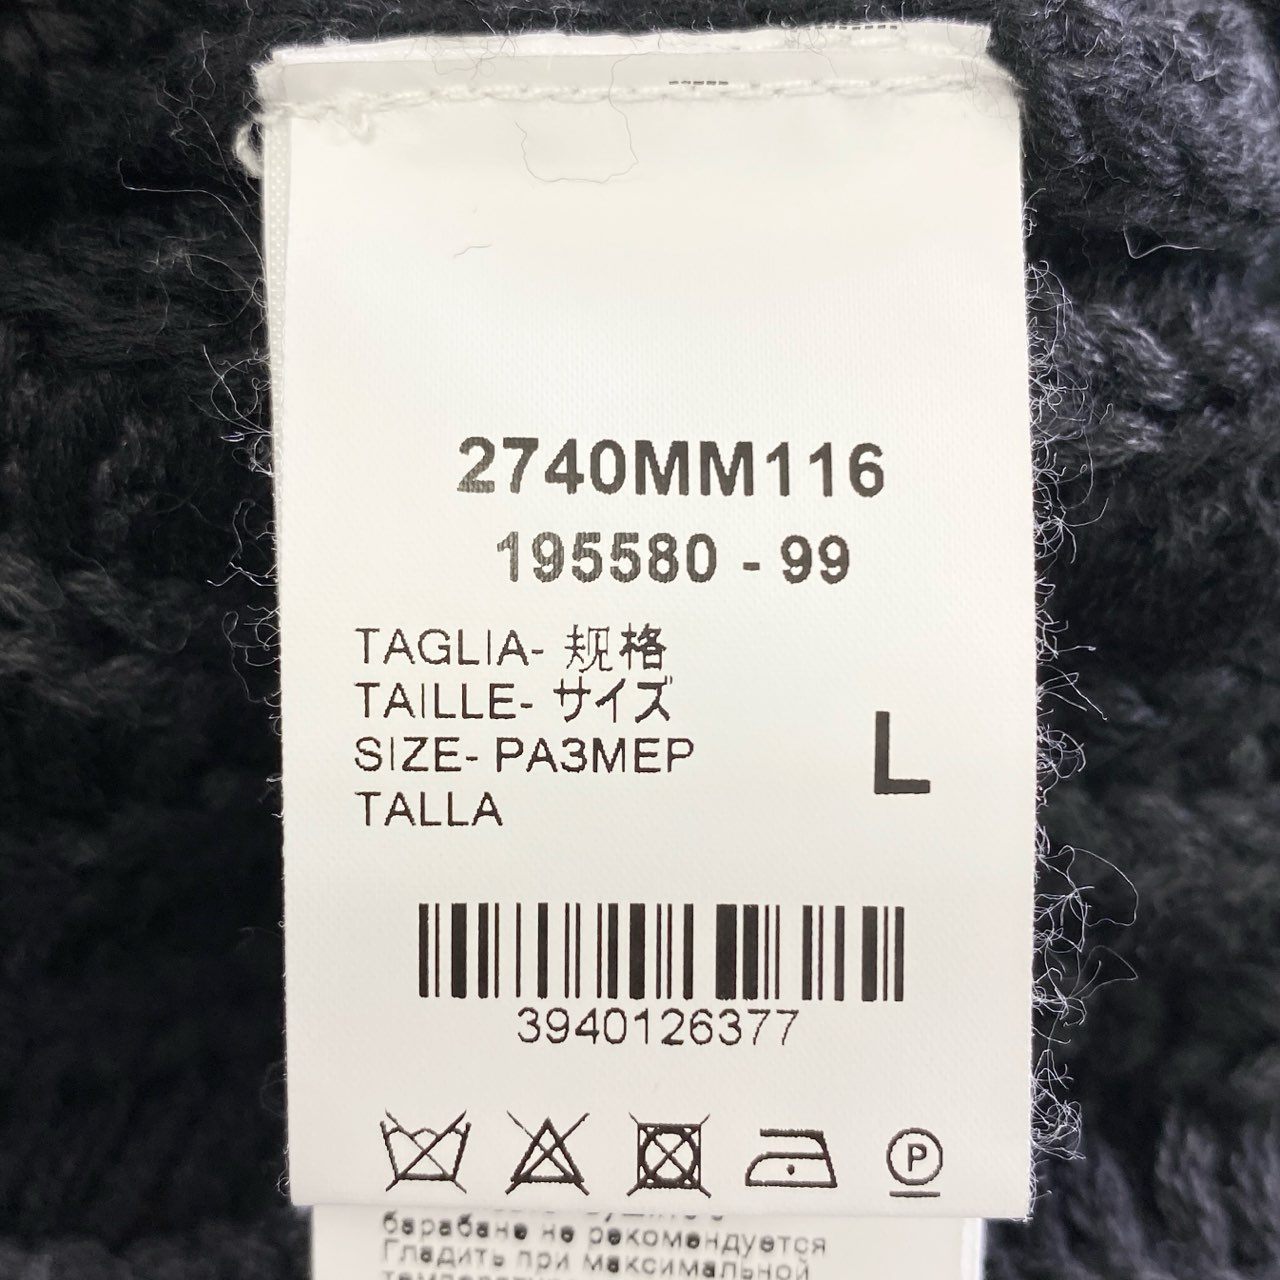 2740MM116
195580 - 99
TAGLIA- 规格
TAILLE- サイズ
SIZE- РАЗМЕР
TALLA
L
3940126377
P
барабане не рекомендуется
Гладить при максимальной